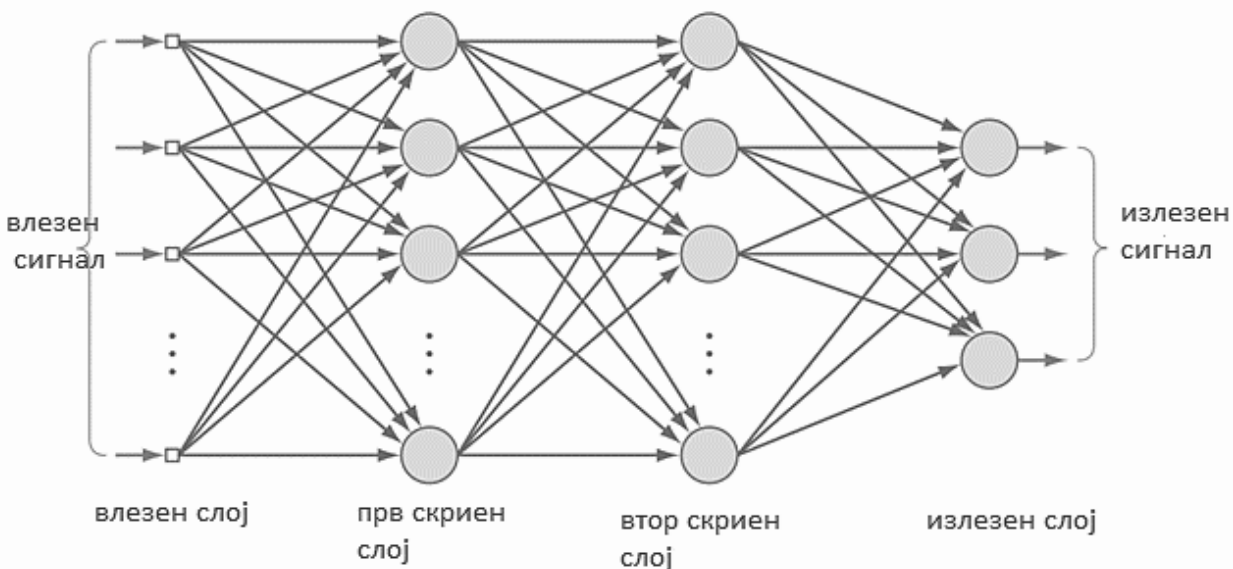 влезен
сигнал
излезен
сигнал
влезен слој
прв скриен
слој
втор скриен
слој
излезен слој